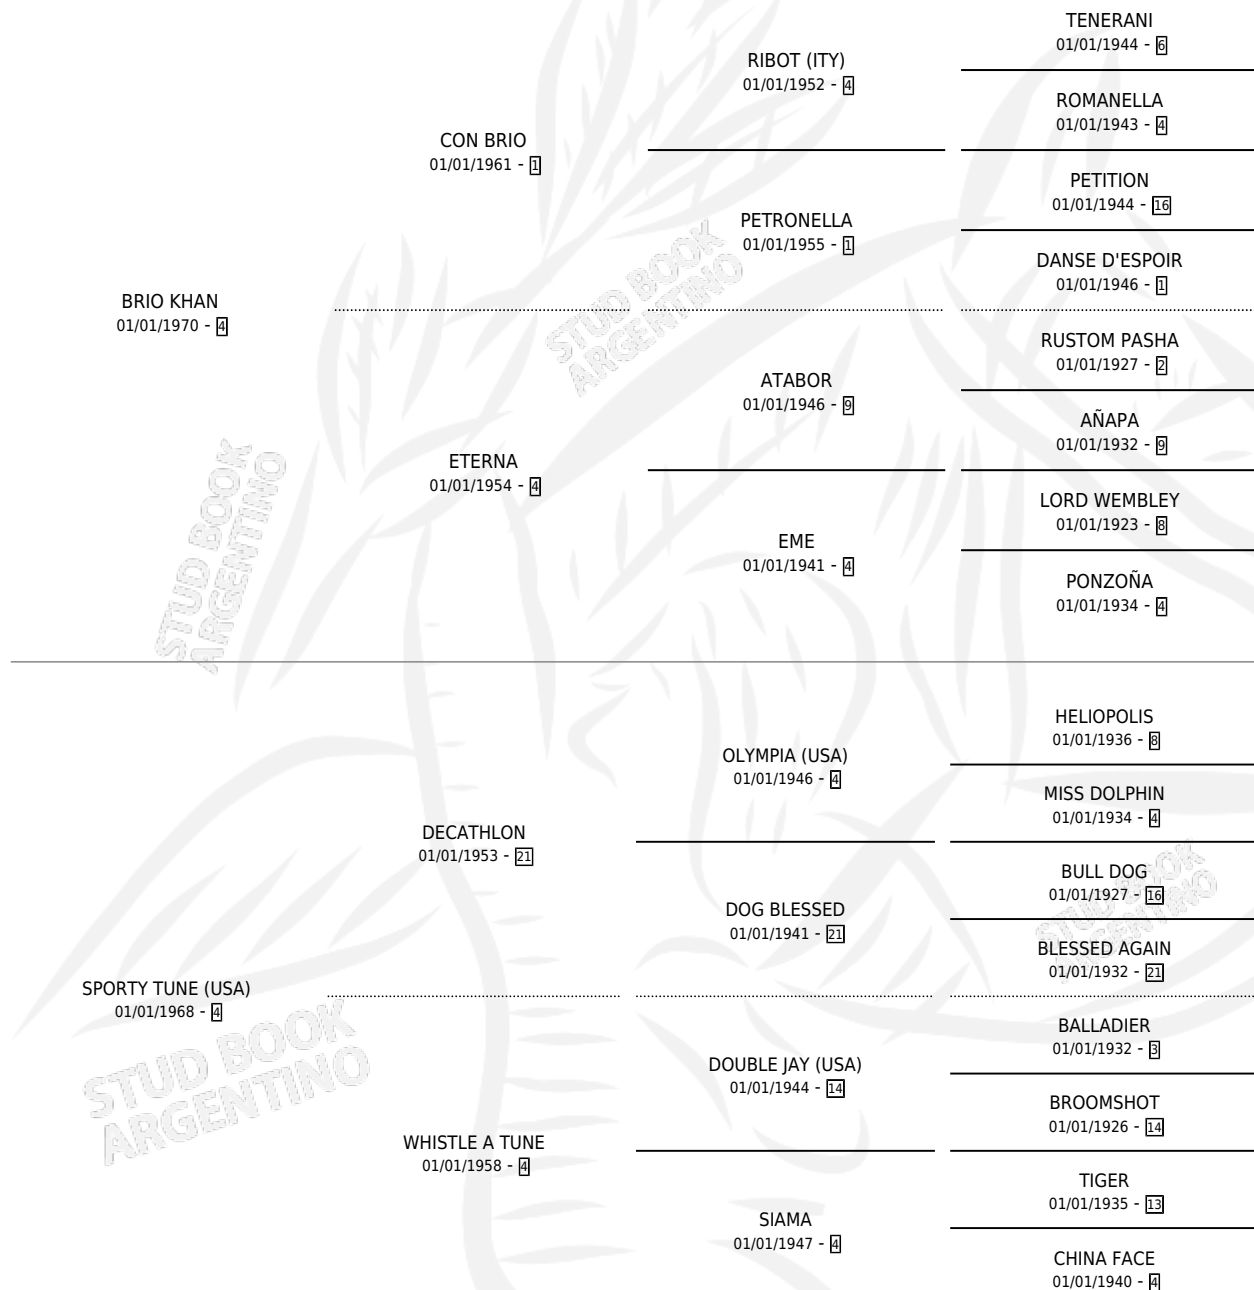 TENERANI
01/01/1944 - 6
RIBOT (ITY)
01/01/1952 - 4
ROMANELLA
01/01/1943 - 4
CON BRIO
01/01/1961 - 1
PETITION
01/01/1944 - 16
PETRONELLA
01/01/1955 - 1
DANSE D'ESPOIR
01/01/1946 - 1
BRIO KHAN
01/01/1970 - 4
RUSTOM PASHA
01/01/1927 - 2
ATABOR
01/01/1946 - 9
AÑAPA
01/01/1932 - 9
ETERNA
01/01/1954 - 4
LORD WEMBLEY
01/01/1923 - 8
EME
01/01/1941 - 4
PONZOÑA
01/01/1934 - 4
HELIOPOLIS
01/01/1936 - 8
OLYMPIA (USA)
01/01/1946 - 4
MISS DOLPHIN
01/01/1934 - 4
DECATHLON
01/01/1953 - 21
BULL DOG
01/01/1927 - 16
DOG BLESSED
01/01/1941 - 21
BLESSED AGAIN
01/01/1932 - 21
SPORTY TUNE (USA)
01/01/1968 - 4
BALLADIER
01/01/1932 - 3
DOUBLE JAY (USA)
01/01/1944 - 14
BROOMSHOT
01/01/1926 - 14
WHISTLE A TUNE
01/01/1958 - 4
TIGER
01/01/1935 - 13
SIAMA
01/01/1947 - 4
CHINA FACE
01/01/1940 - 4
STUD BOOK
ARGENTINO
STUD BOOK
ARGENTINO
STUD BOOK
ARGENTINO
STUD BOOK
ARGENTINO